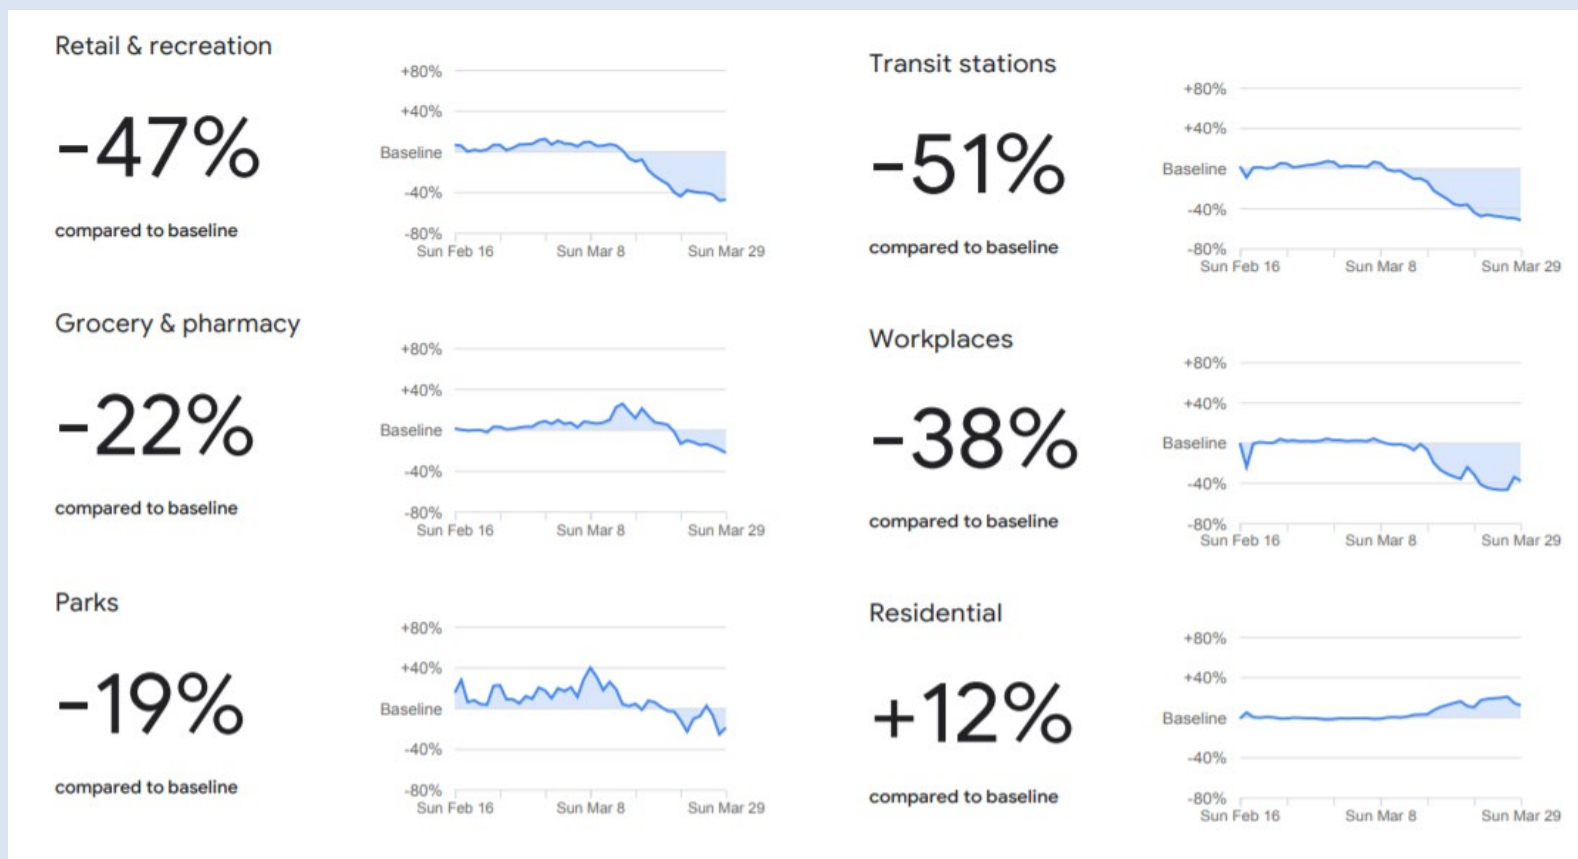 Retail & recreation
-47%
compared to baseline
+80%
+40%
Baseline
-40%
-80%
Sun Feb 16 Sun Mar 8 Sun Mar 29
Grocery & pharmacy
-22%
compared to baseline
+80%
+40%
Baseline
-40%
-80%
Sun Feb 16 Sun Mar 8 Sun Mar 29
Parks
-19%
compared to baseline
+80%
+40%
Baseline
-40%
-80%
Sun Feb 16 Sun Mar 8 Sun Mar 29
Transit stations
-51%
compared to baseline
+80%
+40%
Baseline
-40%
-80%
Sun Feb 16 Sun Mar 8 Sun Mar 29
Workplaces
-38%
compared to baseline
+80%
+40%
Baseline
-40%
-80%
Sun Feb 16 Sun Mar 8 Sun Mar 29
Residential
+12%
compared to baseline
+80%
+40%
Baseline
-40%
-80%
Sun Feb 16 Sun Mar 8 Sun Mar 29